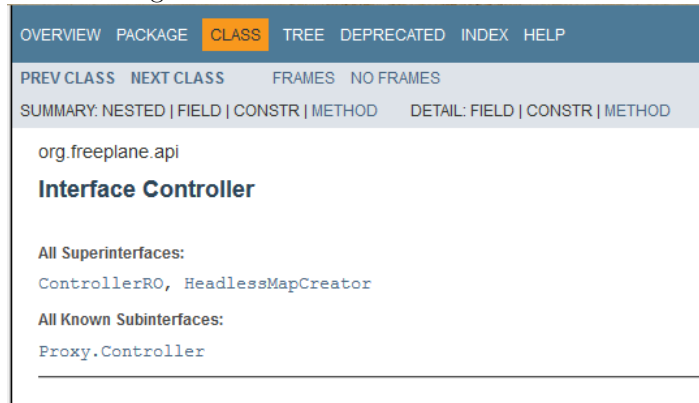 OVERVIEW PACKAGE CLASS TREE DEPRECATED INDEX HELP
PREV CLASS NEXT CLASS FRAMES NO FRAMES
SUMMARY: NESTED | FIELD | CONSTR | METHOD DETAIL: FIELD | CONSTR | METHOD
org.freeplane.api
Interface Controller
All Superinterfaces:
ControllerRO, HeadlessMapCreator
All Known Subinterfaces:
Proxy.Controller